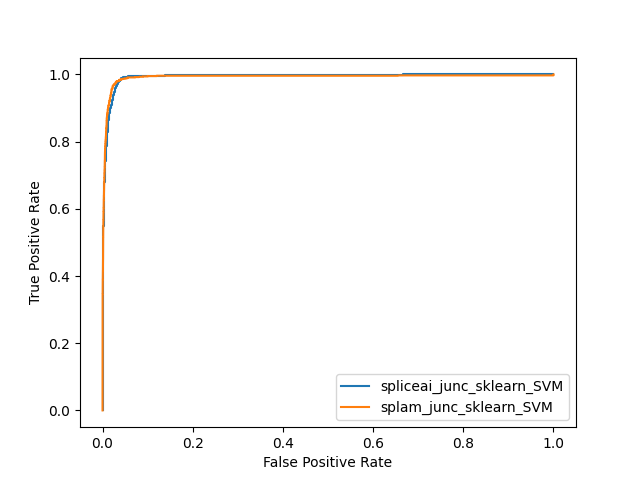 1.0
0.8
0.6
0.4
0.2
0.0
True Positive Rate
spliceai_junc_sklearn_SVM
splam_junc_sklearn_SVM
0.0 0.2 0.4 0.6 0.8 1.0
False Positive Rate